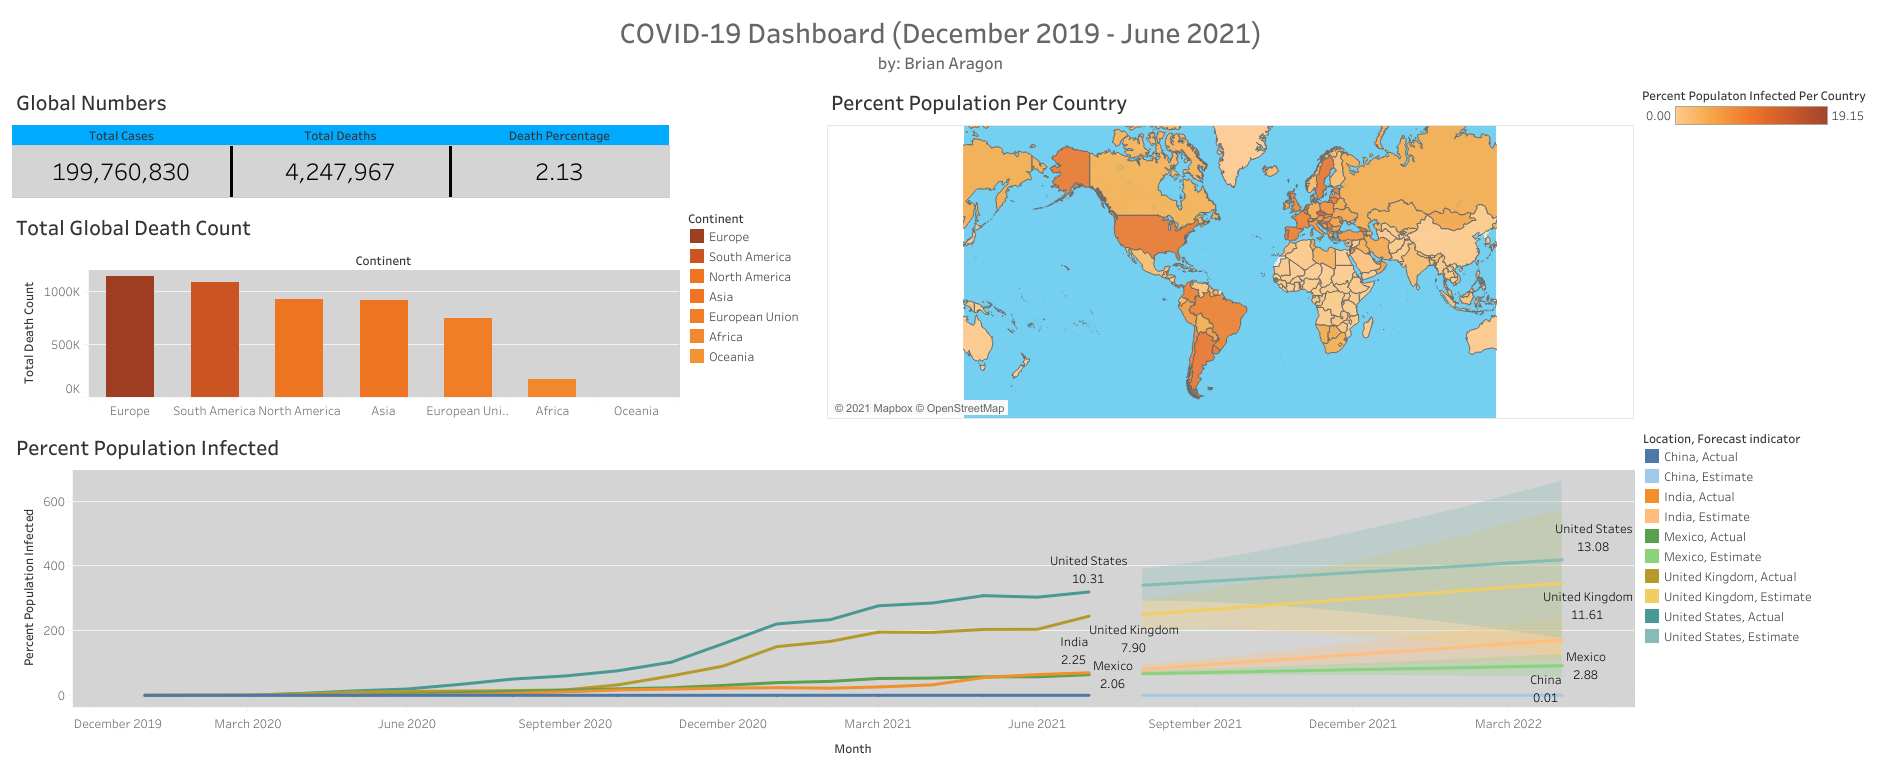 COVID-19 Dashboard (December 2019 - June 2021)
by: Brian Aragon
Global Numbers
Total Cases Total Deaths Death Percentage
199,760,830 4,247,967 2.13
Total Global Death Count
Continent
Total Death Count
1000K
500K
0K
Europe South America North America Asia European Uni.. Africa Oceania
Continent
Europe
South America
North America
Asia
European Union
Africa
Oceania
Percent Population Per Country
© 2021 Mapbox © OpenStreetMap
Percent Populaton Infected Per Country
0.00 19.15
Percent Population Infected
Percent Population Infected
600
400
200
0
United States
10.31
United Kingdom
7.90
India
2.25
Mexico
2.06
United States
13.08
United Kingdom
11.61
Mexico
2.88
China
0.01
December 2019 March 2020 June 2020 September 2020 December 2020 March 2021 June 2021 September 2021 December 2021 March 2022
Month
Location, Forecast indicator
China, Actual
China, Estimate
India, Actual
India, Estimate
Mexico, Actual
Mexico, Estimate
United Kingdom, Actual
United Kingdom, Estimate
United States, Actual
United States, Estimate